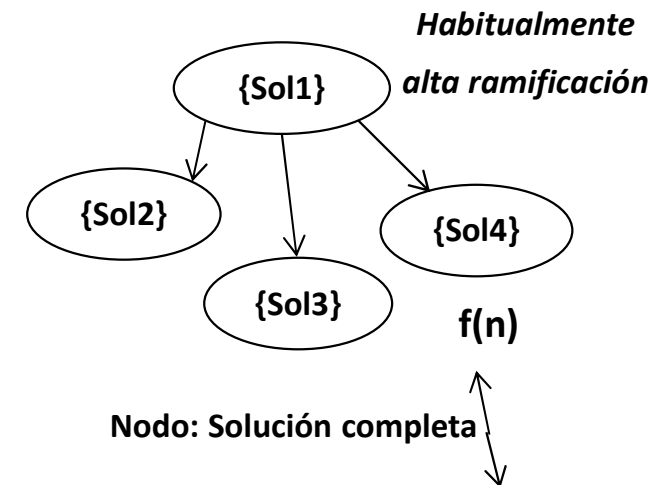 Habitualmente
alta ramificación
{Sol1}
{Sol2}
{Sol4}
{Sol3}
f(n)
Nodo: Solución completa